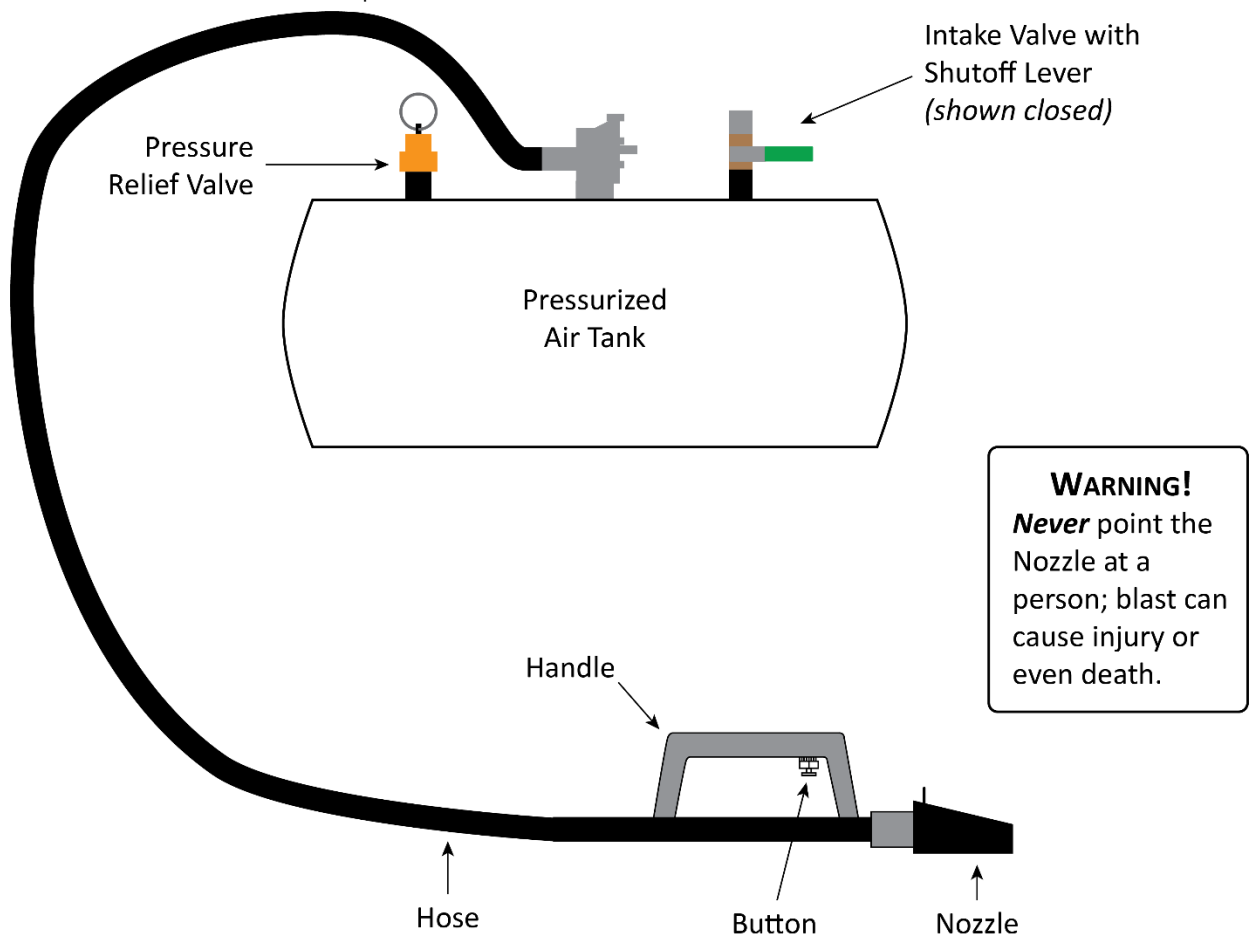 Intake Valve with
Shutoff Lever
(shown closed)
Pressure
Relief Valve
Pressurized
Air Tank
WARNING!
Never point the
Nozzle at a
person; blast can
cause injury or
even death.
Handle
Hose
Button
Nozzle